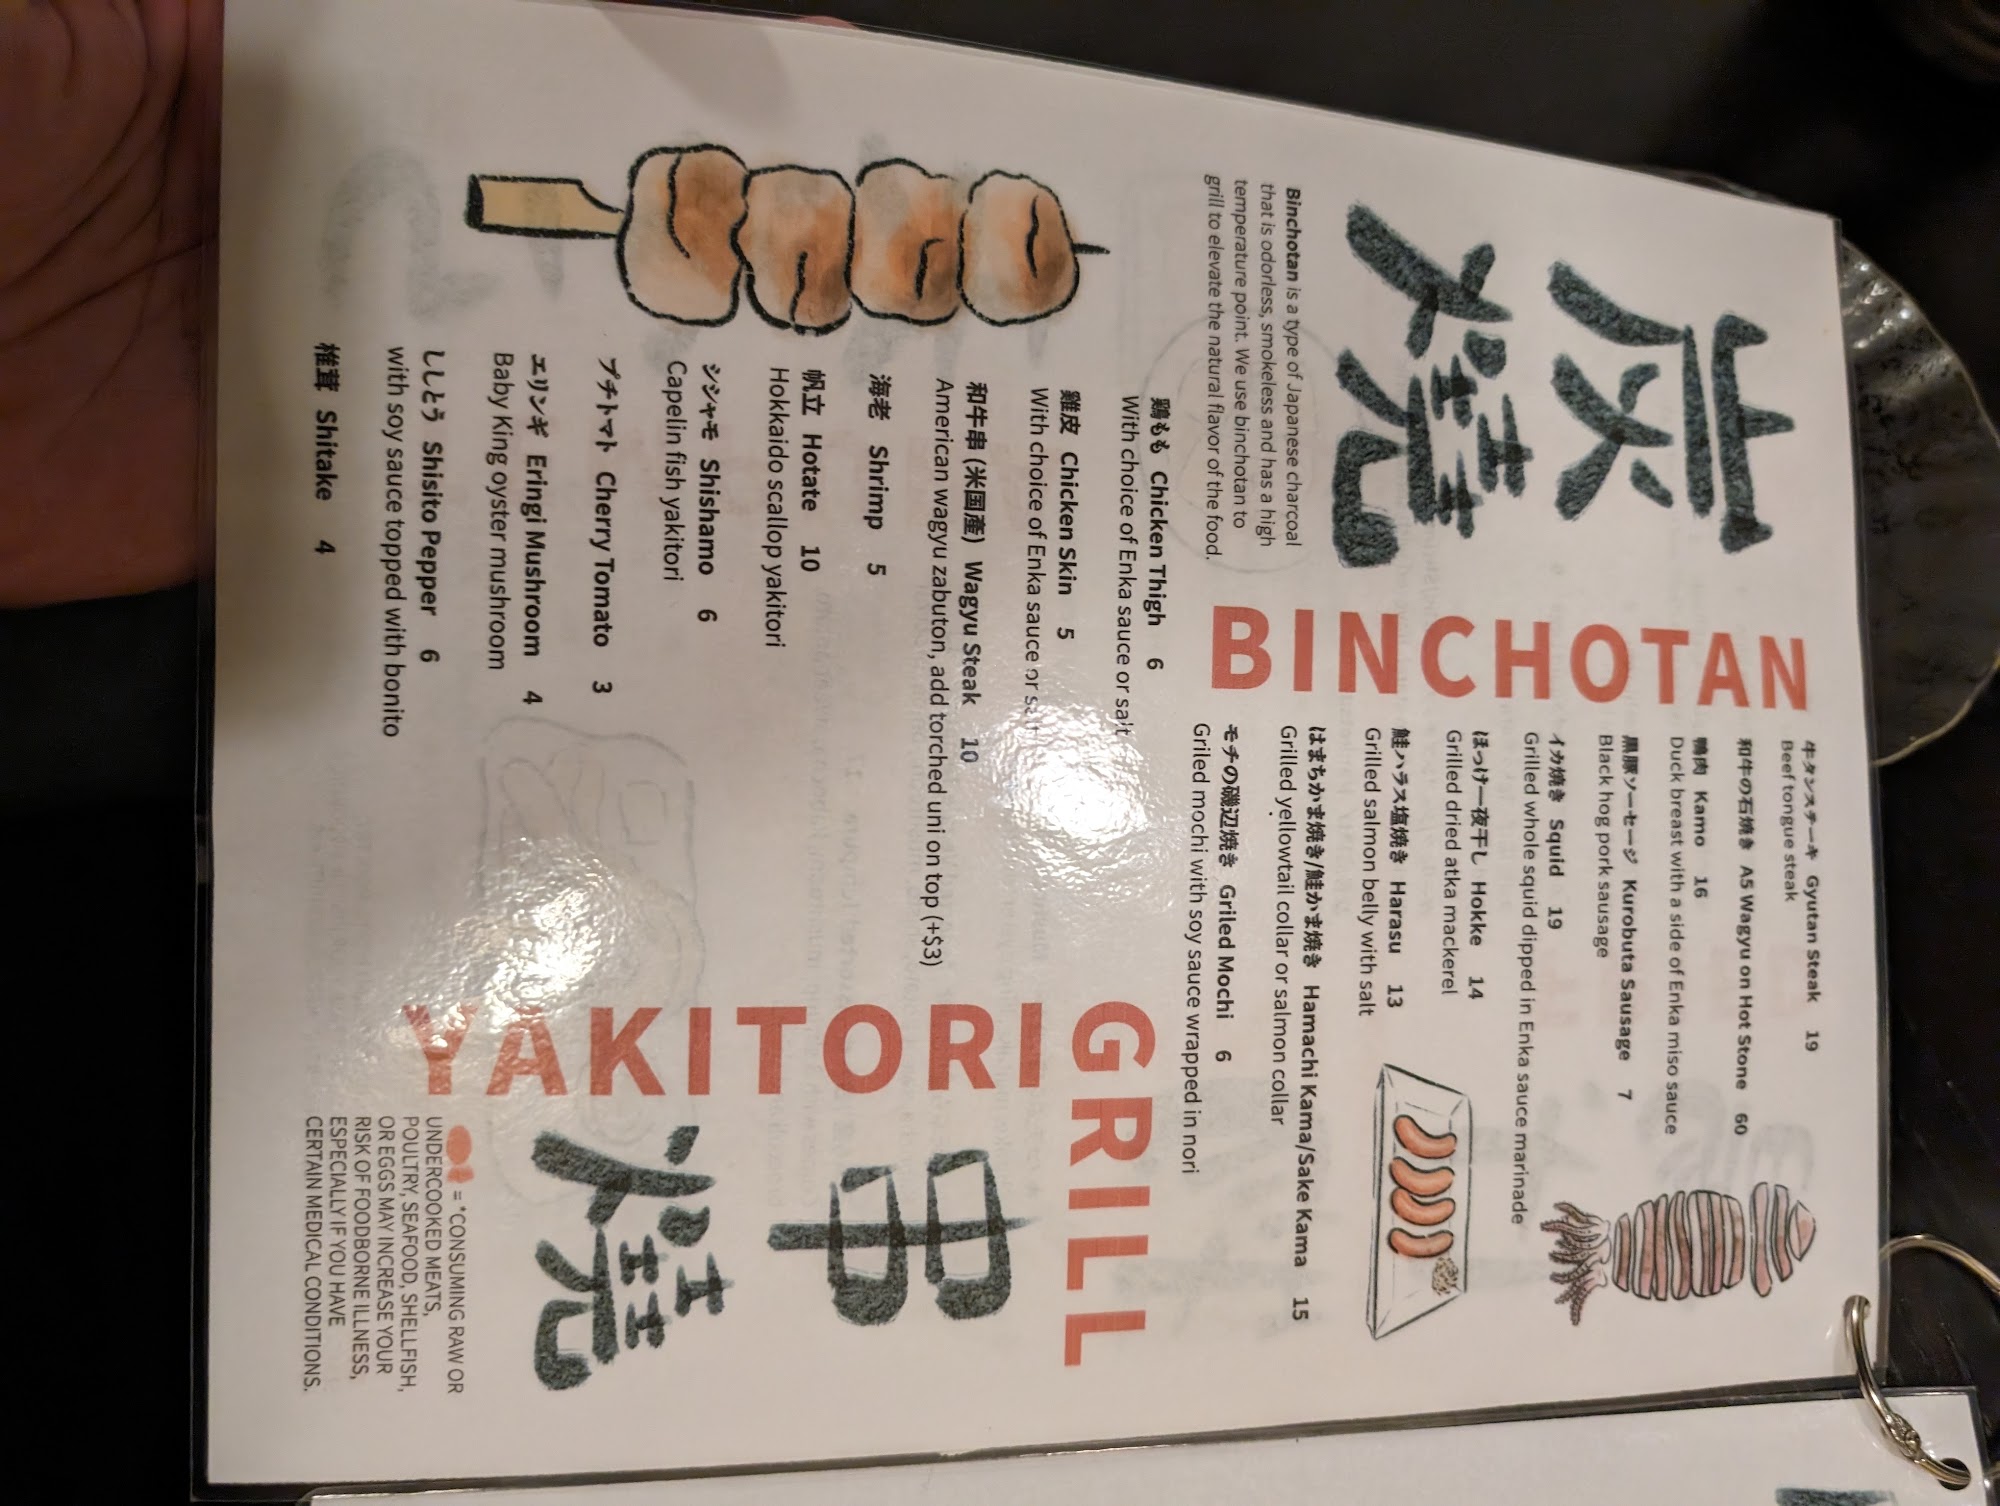 炭
焼
BINCHOTAN
GRILL
Binchotan is a type of Japanese charcoal
that is odorless, smokeless and has a high
temperature point. We use binchotan to
grill to elevate the natural flavor of the food.
牛タンステーキ Gyutan Steak 19
Beef tongue steak
和牛の石焼き A5 Wagyu on Hot Stone 60
鴨肉 Kamo 16
Duck breast with a side of Enka miso sauce
黒豚ソーセージ Kurobuta Sausage 7
Black hog pork sausage
イカ焼き Squid 19
Grilled whole squid dipped in Enka sauce marinade
ほっけ一夜干し Hokke 14
Grilled dried atka mackerel
鮭ハラス塩焼き Harasu 13
Grilled salmon belly with salt
はまちかま焼き/鮭かま焼き Hamachi Kama/Sake Kama 15
Grilled yellowtail collar or salmon collar
モチの磯辺焼き Griled Mochi 6
Griled mochi with soy sauce wrapped in nori
YAKITORI
串
焼
鶏もも Chicken Thigh 6
With choice of Enka sauce or salt
雞皮 Chicken Skin 5
With choice of Enka sauce or salt
和牛串 (米国產) Wagyu Steak 10
American wagyu zabuton, add torched uni on top (+$3)
海老 Shrimp 5
帆立 Hotate 10
Hokkaido scallop yakitori
シシャモ Shishamo 6
Capelin fish yakitori
プチトマト Cherry Tomato 3
エリンギ Eringi Mushroom 4
Baby King oyster mushroom
ししとう Shisito Pepper 6
with soy sauce topped with bonito
椎茸 Shitake 4
= *CONSUMING RAW OR
UNDERCOOKED MEATS,
POULTRY, SEAFOOD, SHELLFISH,
OR EGGS MAY INCREASE YOUR
RISK OF FOODBORNE ILLNESS,
ESPECIALLY IF YOU HAVE
CERTAIN MEDICAL CONDITIONS.